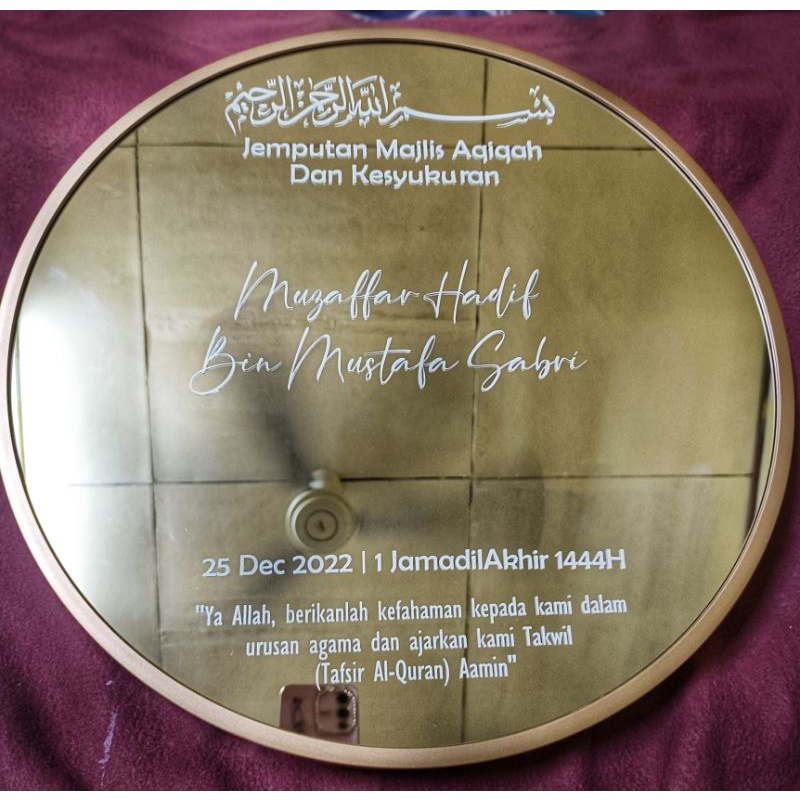 بسم الله الرحمن الرحيم
Jemputan Majlis Aqiqah
Dan Kesyukuran
Muzaffar Hadif
Bin Mustafa Sabri
25 Dec 2022 | 1 JamadilAkhir 1444H
"Ya Allah, berikanlah kefahaman kepada kami dalam
urusan agama dan ajarkan kami Takwil
(Tafsir Al-Quran) Aamin"